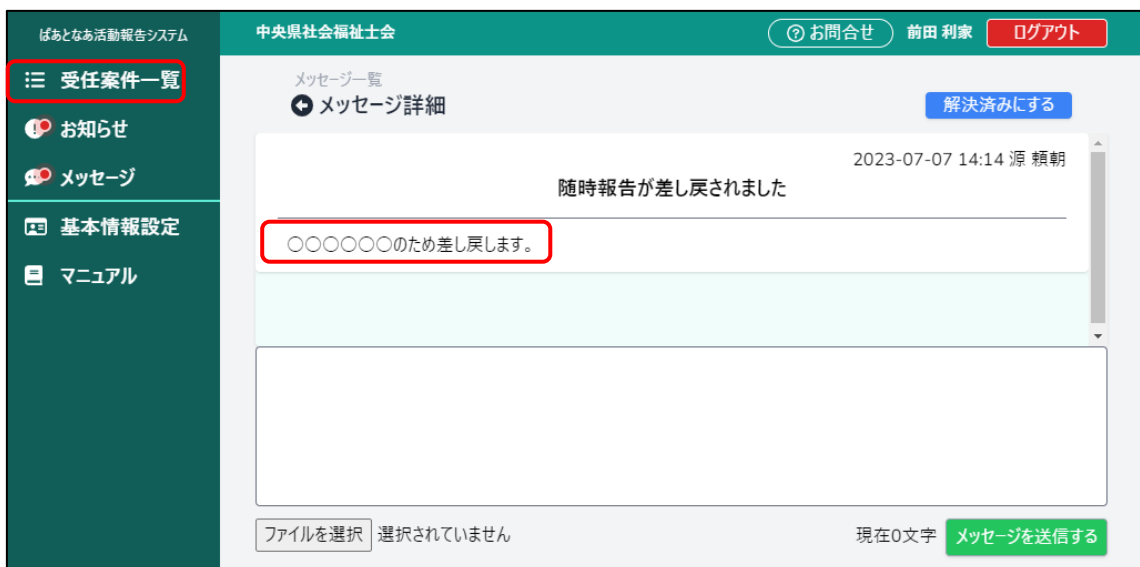 ぱあとなあ活動報告システム
中央県社会福祉士会
お問合せ
前田 利家
ログアウト
受任案件一覧
お知らせ
メッセージ
基本情報設定
マニュアル
メッセージ一覧
メッセージ詳細
解決済みにする
2023-07-07 14:14 源 頼朝
随時報告が差し戻されました
○○○○○○のため差し戻します。
ファイルを選択 選択されていません
現在0文字
メッセージを送信する